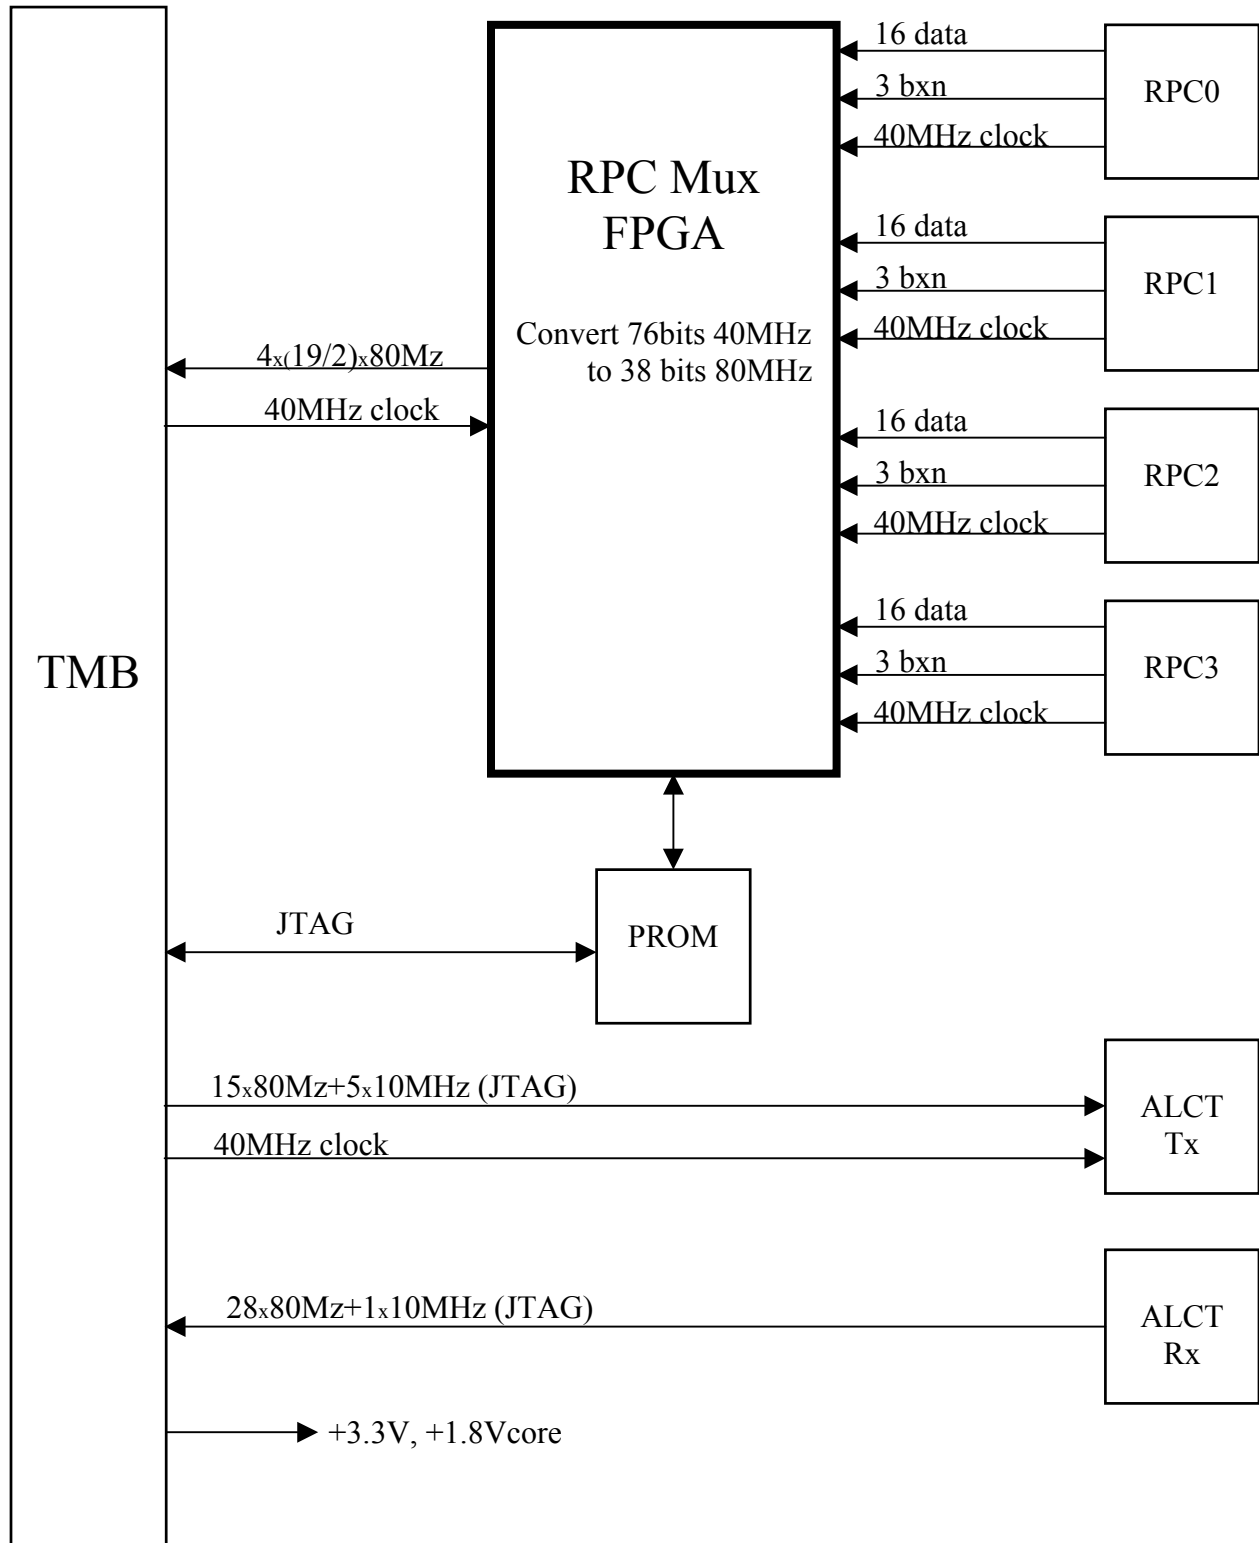 16 data
3 bxn
40MHz clock
RPC0
RPC Mux
FPGA
Convert 76bits 40MHz
to 38 bits 80MHz
16 data
3 bxn
40MHz clock
RPC1
4x(19/2)x80Mz
40MHz clock
16 data
3 bxn
40MHz clock
RPC2
16 data
3 bxn
40MHz clock
RPC3
TMB
JTAG
PROM
15x80Mz+5x10MHz (JTAG)
40MHz clock
ALCT
Tx
28x80Mz+1x10MHz (JTAG)
ALCT
Rx
+3.3V, +1.8Vcore